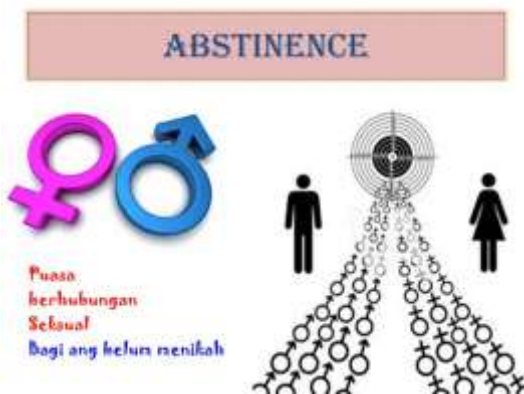 ABSTINENCE
Puasa
berhubungan
Seksual
Bagi ang belum menikah